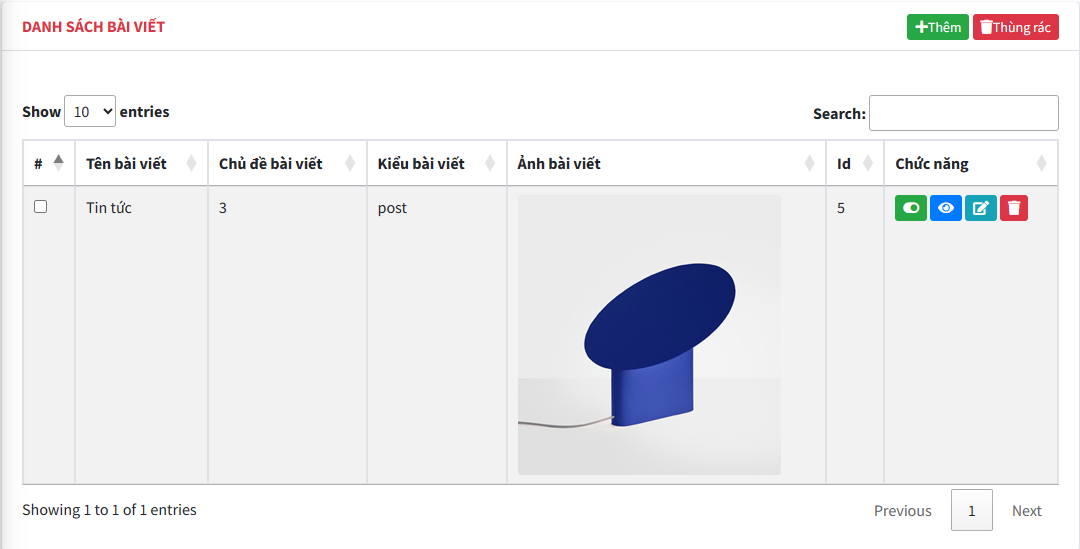 DANH SÁCH BÀI VIẾT
Thêm Thùng rác
Show 10 entries
Search:
# Tên bài viết Chủ đề bài viết Kiểu bài viết Ảnh bài viết Id Chức năng
Tin tức 3 post 5
Showing 1 to 1 of 1 entries
Previous 1 Next